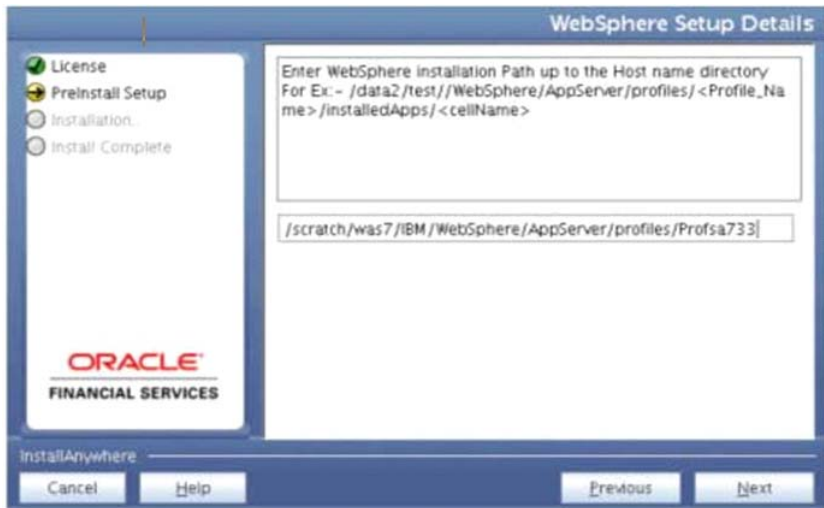 WebSphere Setup Details
License
PreInstall Setup
Installation...
Install Complete
Enter WebSphere installation Path up to the Host name directory
For Ex:- /data2/test//WebSphere/AppServer/profiles/<Profile_Na
me>/installedApps/<cellName>
/scratch/was7/IBM/WebSphere/AppServer/profiles/Profsa733
ORACLE
FINANCIAL SERVICES
InstallAnywhere
Cancel
Help
Previous
Next